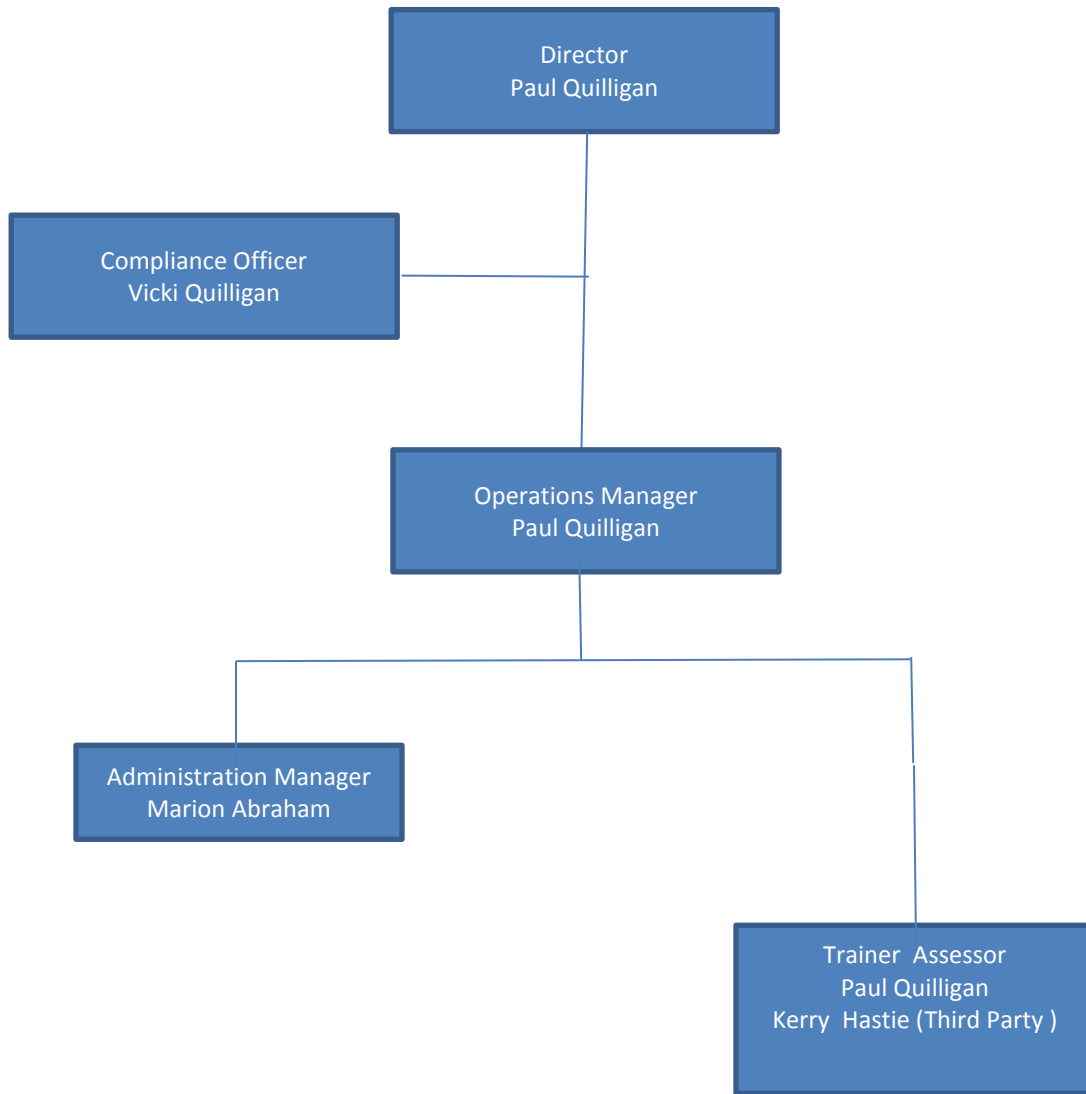 Director
Paul Quilligan
Compliance Officer
Vicki Quilligan
Operations Manager
Paul Quilligan
Administration Manager
Marion Abraham
Trainer  Assessor
Paul Quilligan
Kerry  Hastie (Third Party )